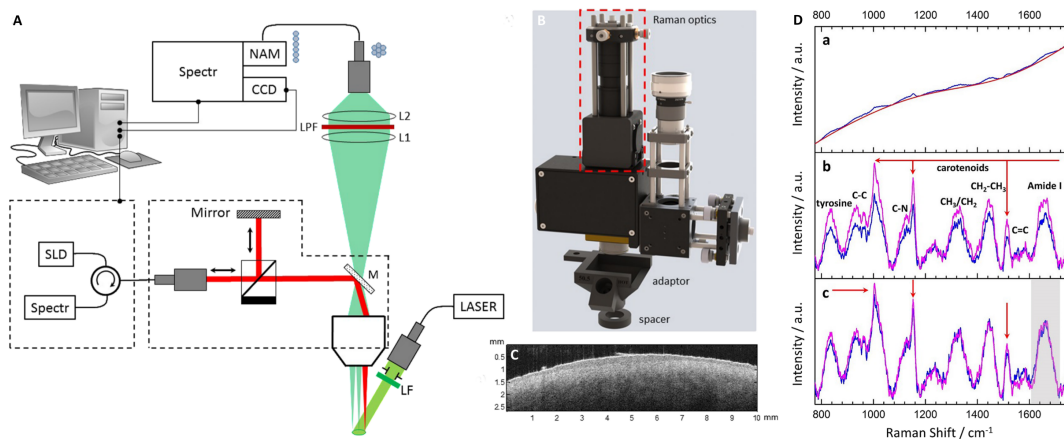 A
NAM
Spectr
CCD
L2
LPF
L1
Mirror
SLD
M
Spectr
LASER
LF
B
Raman optics
adaptor
spacer
C
mm
0.5
1.0
1.5
2.0
2.5
1 2 3 4 5 6 7 8 9 10 mm
D
800 1000 1200 1400 1600
a
Intensity / a.u.
b
carotenoids
CH₂-CH₃
Amide I
C-C
tyrosine
C-N
CH₃/CH₂
C=C
Intensity / a.u.
c
Intensity / a.u.
800 1000 1200 1400 1600
Raman Shift / cm⁻¹